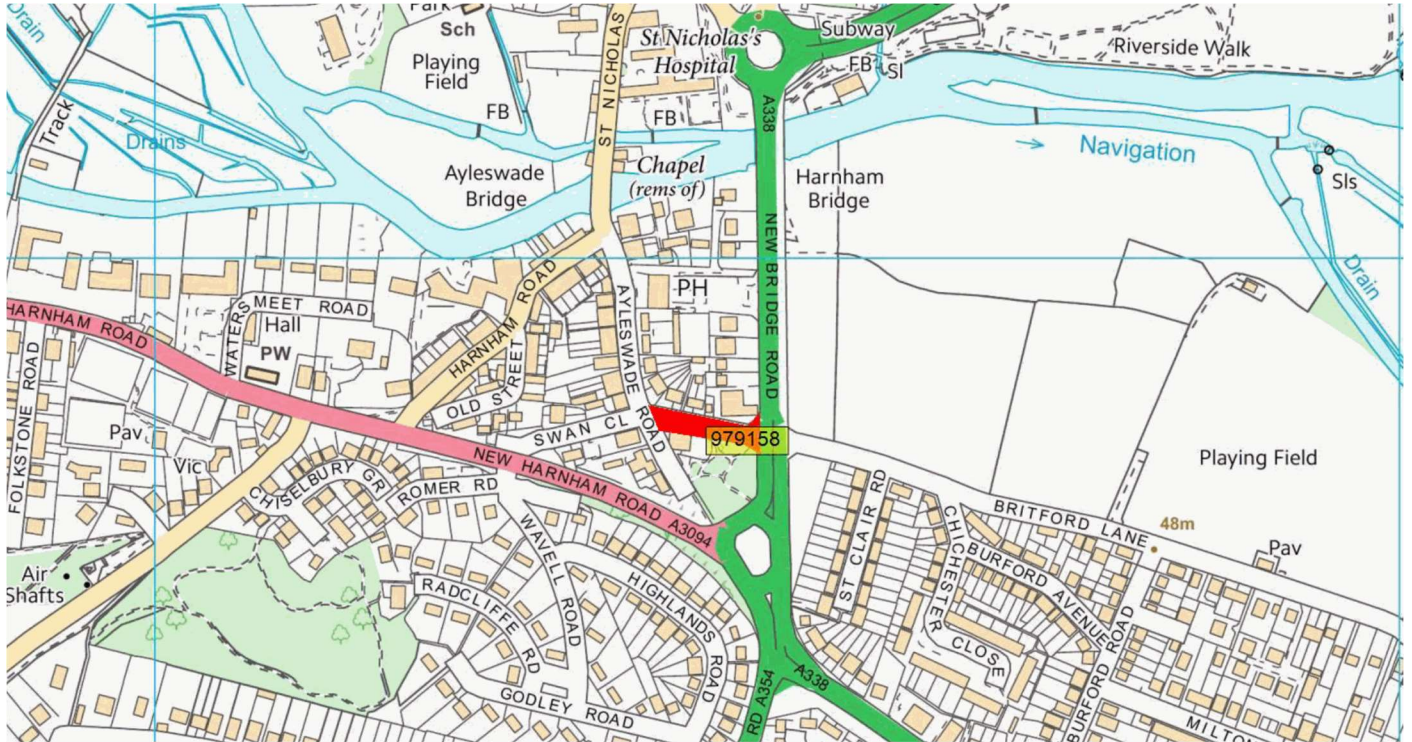 Drain
Park
Sch
Playing
Field
FB
ST NICHOLAS
St Nicholas's
Hospital
Subway
FB
Sl
Riverside Walk
Track
Drains
A338
FB
Ayleswade
Bridge
Chapel
(rems of)
Harnham
Bridge
Navigation
Sls
Drain
NEW BRIDGE ROAD
PH
HARNHAM ROAD
WATERS MEET ROAD
Hall
PW
HARNHAM ROAD
AYLESWADE ROAD
OLD STREET
SWAN CL
979158
FOLKSTONE ROAD
Pav
Vic
CHISELBURY GR
ROMER RD
NEW HARNHAM ROAD A3094
Playing Field
BRITFORD LANE
48m
Pav
ST CLAIR RD
CHICHESTER CLOSE
BURFORD AVENUE
BURFORD ROAD
Air
Shafts
WAVELL ROAD
RADCLIFFE RD
HIGHLANDS ROAD
GODLEY ROAD
RD A354
A338
MILTON